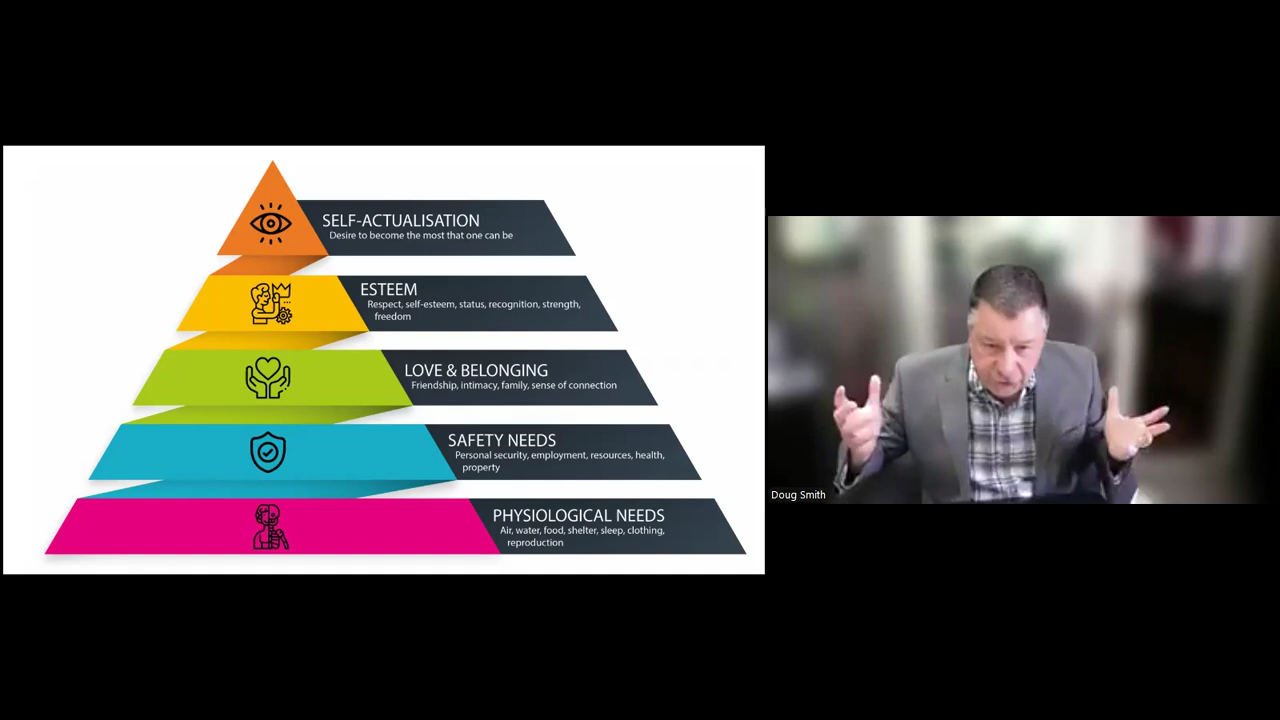 SELF-ACTUALISATION
Desire to become the most that one can be
ESTEEM
Respect, self-esteem, status, recognition, strength,
freedom
LOVE & BELONGING
Friendship, intimacy, family, sense of connection
SAFETY NEEDS
Personal security, employment, resources, health,
property
PHYSIOLOGICAL NEEDS
Air, water, food, shelter, sleep, clothing,
reproduction
Doug Smith